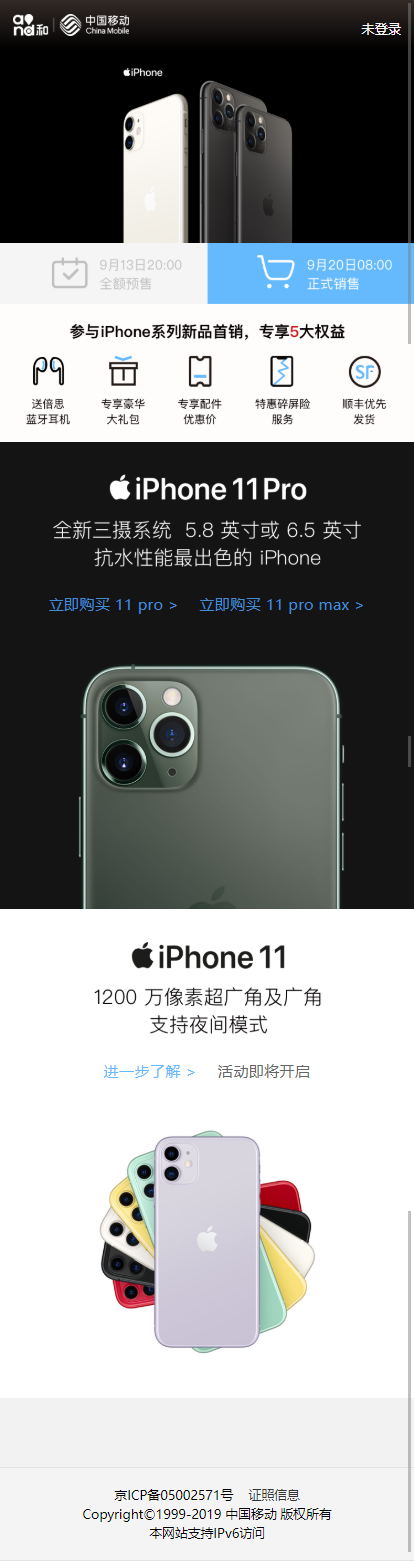 and和 中国移动
China Mobile
未登录
iPhone
9月13日20:00
全额预售
9月20日08:00
正式销售
参与iPhone系列新品首销，专享5大权益
送倍思
蓝牙耳机
专享豪华
大礼包
专享配件
优惠价
特惠碎屏险
服务
SF
顺丰优先
发货
iPhone 11 Pro
全新三摄系统 5.8 英寸或 6.5 英寸
抗水性能最出色的 iPhone
立即购买 11 pro > 立即购买 11 pro max >
iPhone 11
1200 万像素超广角及广角
支持夜间模式
进一步了解 > 活动即将开启
京ICP备05002571号 证照信息
Copyright©1999-2019 中国移动 版权所有
本网站支持IPv6访问